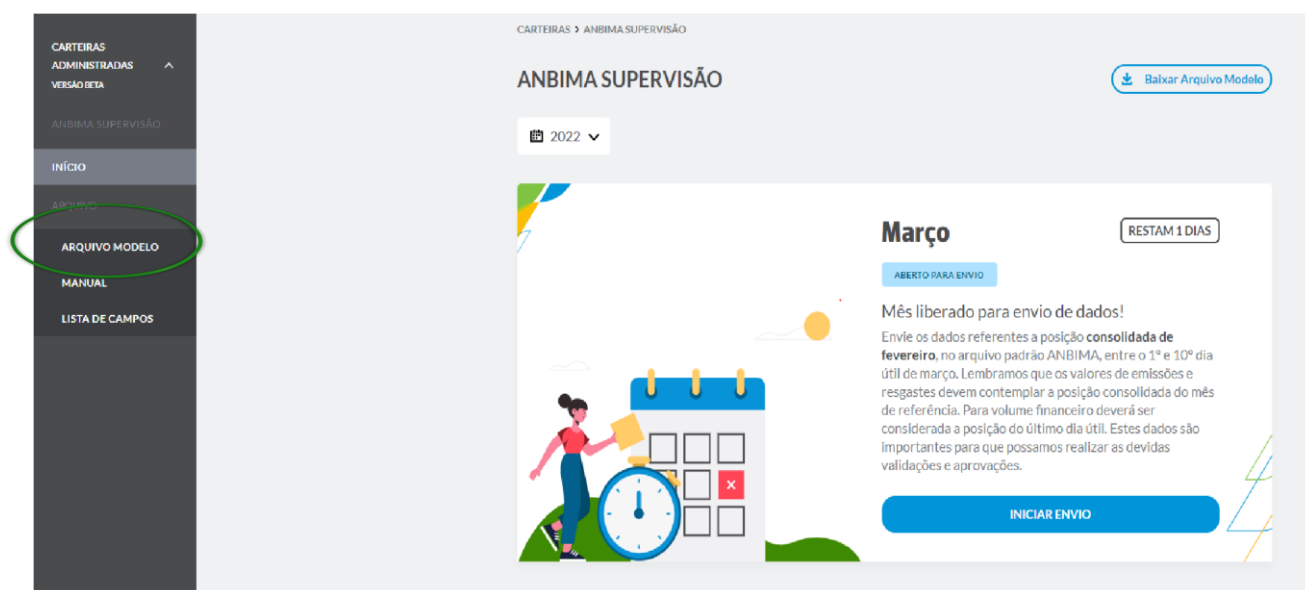 CARTEIRAS
ADMINISTRADAS
VERSÃO BETA
ANBIMA SUPERVISÃO
INÍCIO
ARQUIVO
ARQUIVO MODELO
MANUAL
LISTA DE CAMPOS
CARTEIRAS > ANBIMA SUPERVISÃO
ANBIMA SUPERVISÃO
Baixar Arquivo Modelo
2022
Março
RESTAM 1 DIAS
ABERTO PARA ENVIO
Mês liberado para envio de dados!
Envie os dados referentes a posição consolidada de
fevereiro, no arquivo padrão ANBIMA, entre o 1º e 10º dia
útil de março. Lembramos que os valores de emissões e
resgastes devem contemplar a posição consolidada do mês
de referência. Para volume financeiro deverá ser
considerada a posição do último dia útil. Estes dados são
importantes para que possamos realizar as devidas
validações e aprovações.
INICIAR ENVIO